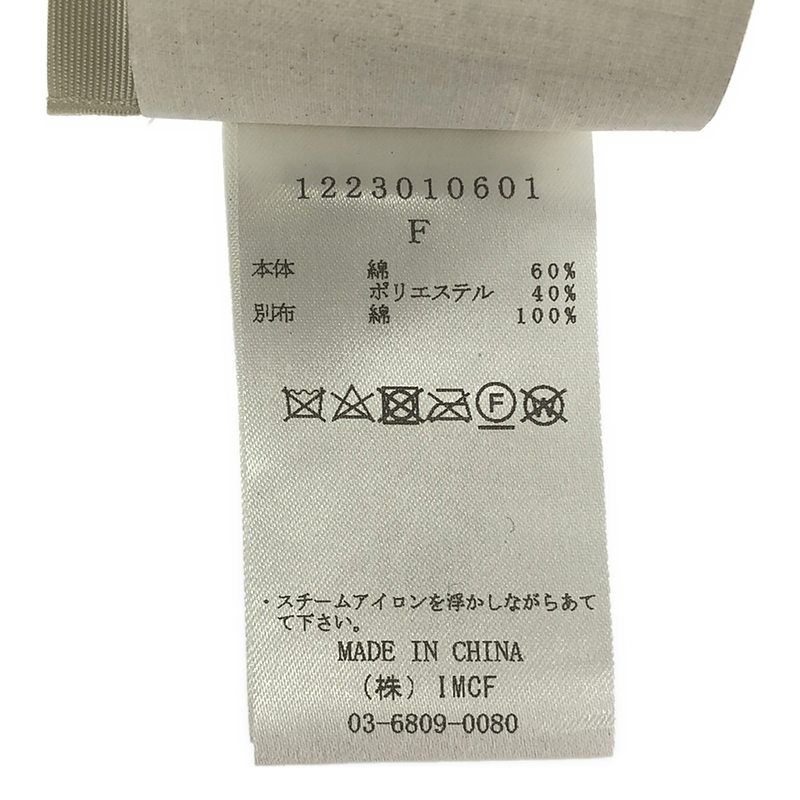 1223010601
F
本体 綿 60%
ポリエステル 40%
別布 綿 100%
F W
・スチームアイロンを浮かしながらあて
て下さい。
MADE IN CHINA
(株) IMCF
03-6809-0080